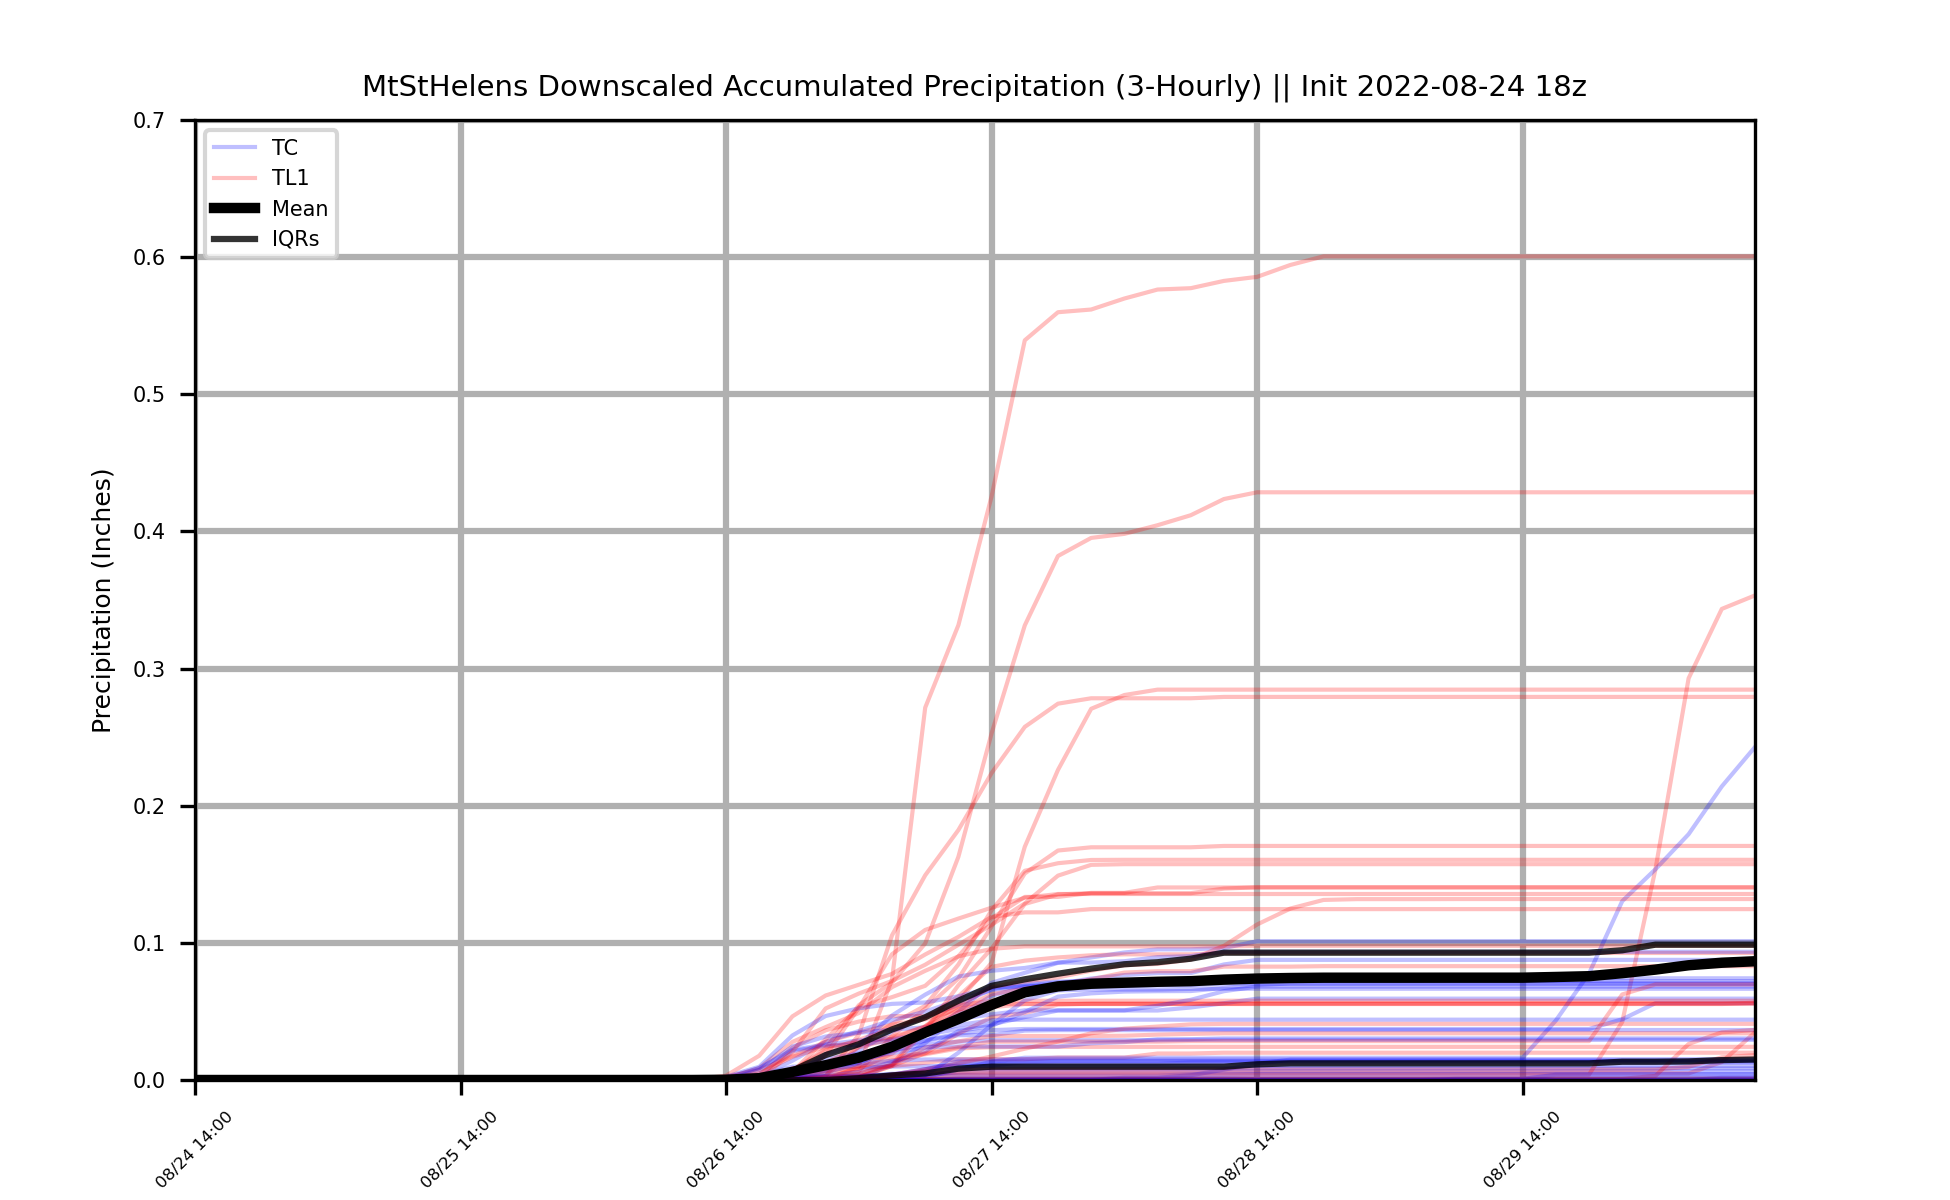 MtStHelens Downscaled Accumulated Precipitation (3-Hourly) || Init 2022-08-24 18z
TC
TL1
Mean
IQRs
Precipitation (Inches)
0.7
0.6
0.5
0.4
0.3
0.2
0.1
0.0
08/24 14:00
08/25 14:00
08/26 14:00
08/27 14:00
08/28 14:00
08/29 14:00